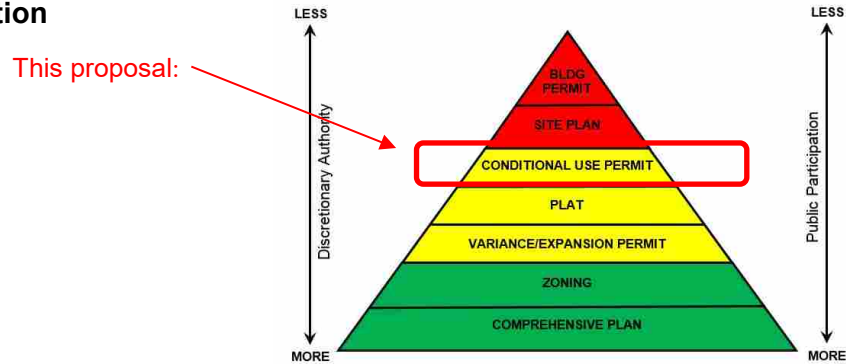 tion
This proposal:
LESS
Discretionary Authority
MORE
BLDG
PERMIT
SITE PLAN
CONDITIONAL USE PERMIT
PLAT
VARIANCE/EXPANSION PERMIT
ZONING
COMPREHENSIVE PLAN
LESS
Public Participation
MORE